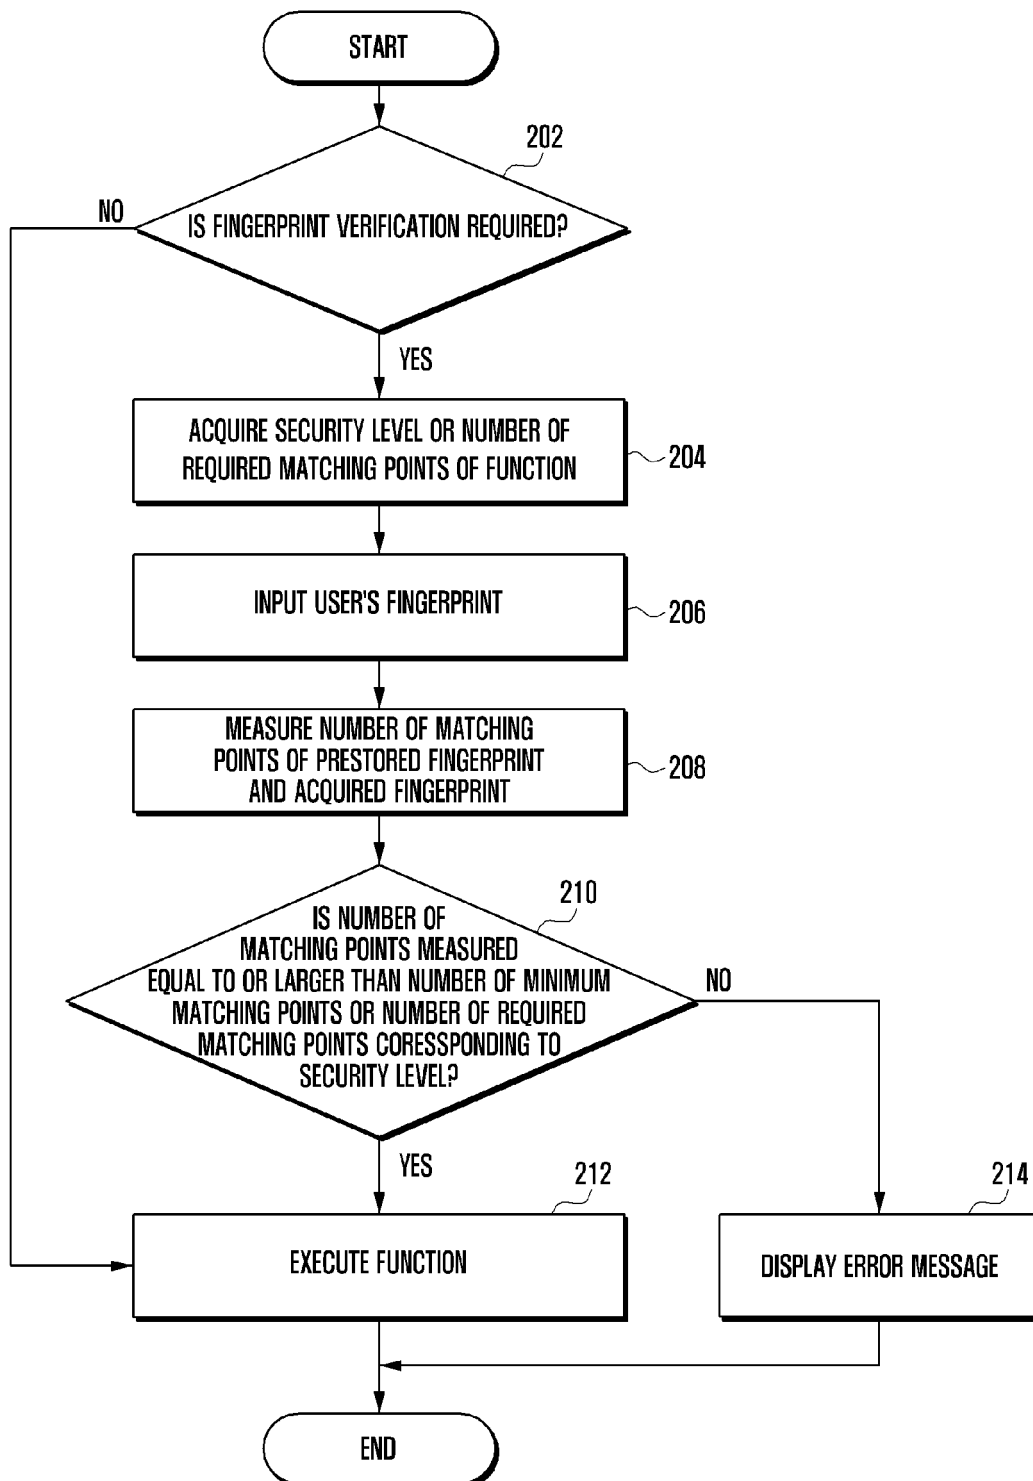 START
202
NO
IS FINGERPRINT VERIFICATION REQUIRED?
YES
ACQUIRE SECURITY LEVEL OR NUMBER OF
REQUIRED MATCHING POINTS OF FUNCTION
204
INPUT USER'S FINGERPRINT
206
MEASURE NUMBER OF MATCHING
POINTS OF PRESTORED FINGERPRINT
AND ACQUIRED FINGERPRINT
208
210
IS NUMBER OF
MATCHING POINTS MEASURED
EQUAL TO OR LARGER THAN NUMBER OF MINIMUM
MATCHING POINTS OR NUMBER OF REQUIRED
MATCHING POINTS CORESSPONDING TO
SECURITY LEVEL?
NO
YES
212
EXECUTE FUNCTION
214
DISPLAY ERROR MESSAGE
END